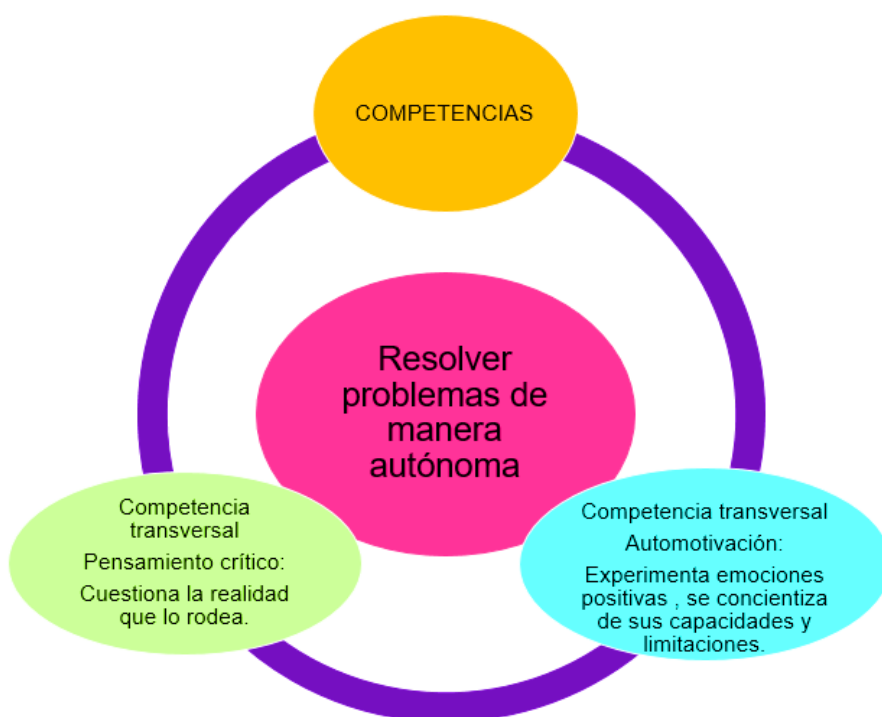 COMPETENCIAS
Resolver
problemas de
manera
autónoma
Competencia
transversal
Pensamiento crítico:
Cuestiona la realidad
que lo rodea.
Competencia transversal
Automotivación:
Experimenta emociones
positivas , se concientiza
de sus capacidades y
limitaciones.